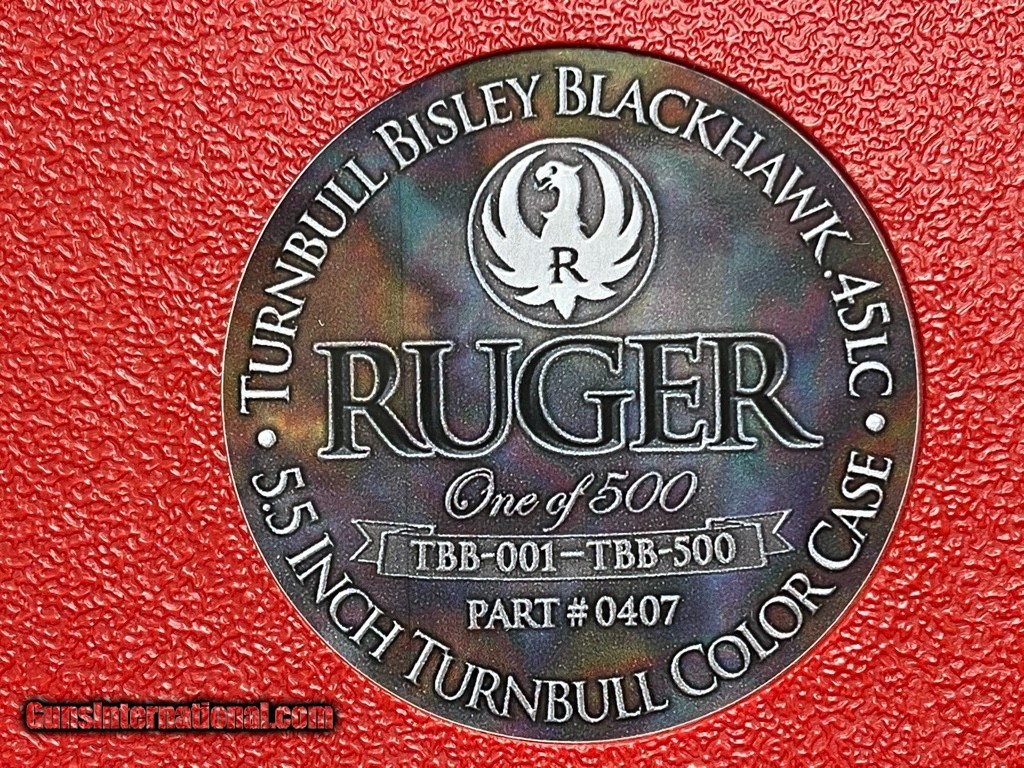 TURNBULL BISLEY BLACKHAWK .45LC
R
RUGER
One of 500
TBB-001–TBB-500
PART # 0407
• 5.5 INCH TURNBULL COLOR CASE •
GunsInternational.com